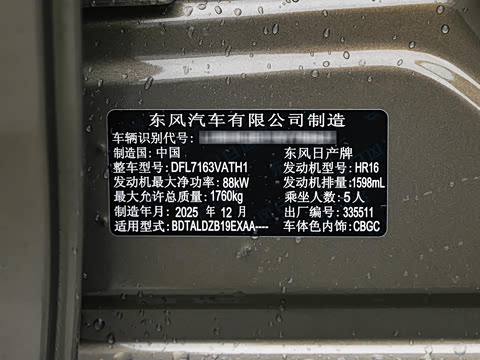 东风汽车有限公司制造
车辆识别代号:
制造国: 中国 东风日产牌
整车型号: DFL7163VATH1 发动机型号: HR16
发动机最大净功率: 88kW 发动机排量: 1598mL
最大允许总质量: 1760kg 乘坐人数: 5人
制造年月: 2025 年 12 月 出厂编号: 335511
适用型式: BDTALDZB19EXAA---- 车体色内饰: CBGC